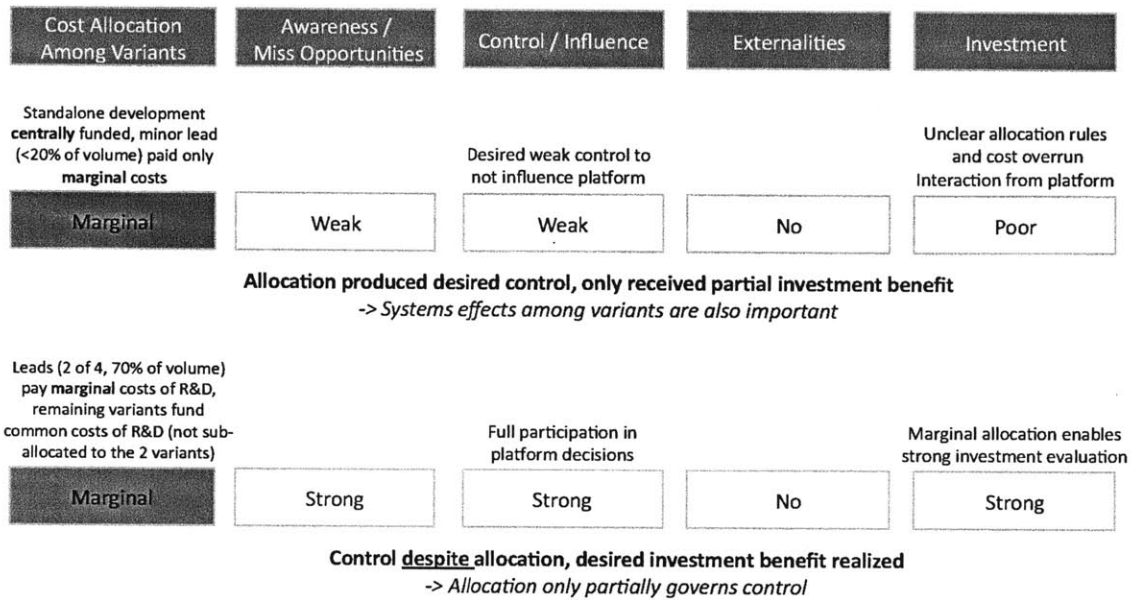 Cost Allocation
Among Variants
Awareness /
Miss Opportunities
Control / Influence
Externalities
Investment
Standalone development
centrally funded, minor lead
(<20% of volume) paid only
marginal costs
Desired weak control to
not influence platform
Unclear allocation rules
and cost overrun
Interaction from platform
Marginal
Weak
Weak
No
Poor
Allocation produced desired control, only received partial investment benefit
-> Systems effects among variants are also important
Leads (2 of 4, 70% of volume)
pay marginal costs of R&D,
remaining variants fund
common costs of R&D (not sub-
allocated to the 2 variants)
Full participation in
platform decisions
Marginal allocation enables
strong investment evaluation
Marginal
Strong
Strong
No
Strong
Control despite allocation, desired investment benefit realized
-> Allocation only partially governs control